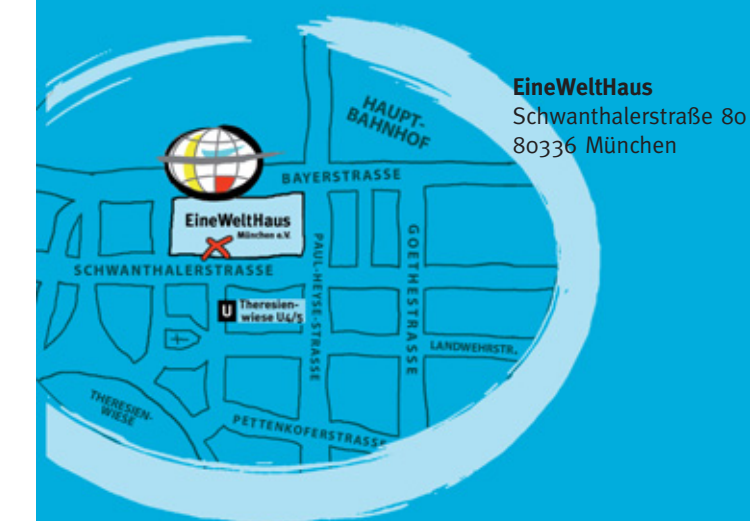 EineWeltHaus
Schwanthalerstraße 80
80336 München
HAUPT-
BAHNHOF
BAYERSTRASSE
EineWeltHaus
München e.V.
SCHWANTHALERSTRASSE
PAUL-HEYSE-STRASSE
GOETHESTRASSE
U
Theresien-
wiese U4/5
LANDWEHRSTR.
THERESIEN-
WIESE
PETTENKOFERSTRASSE